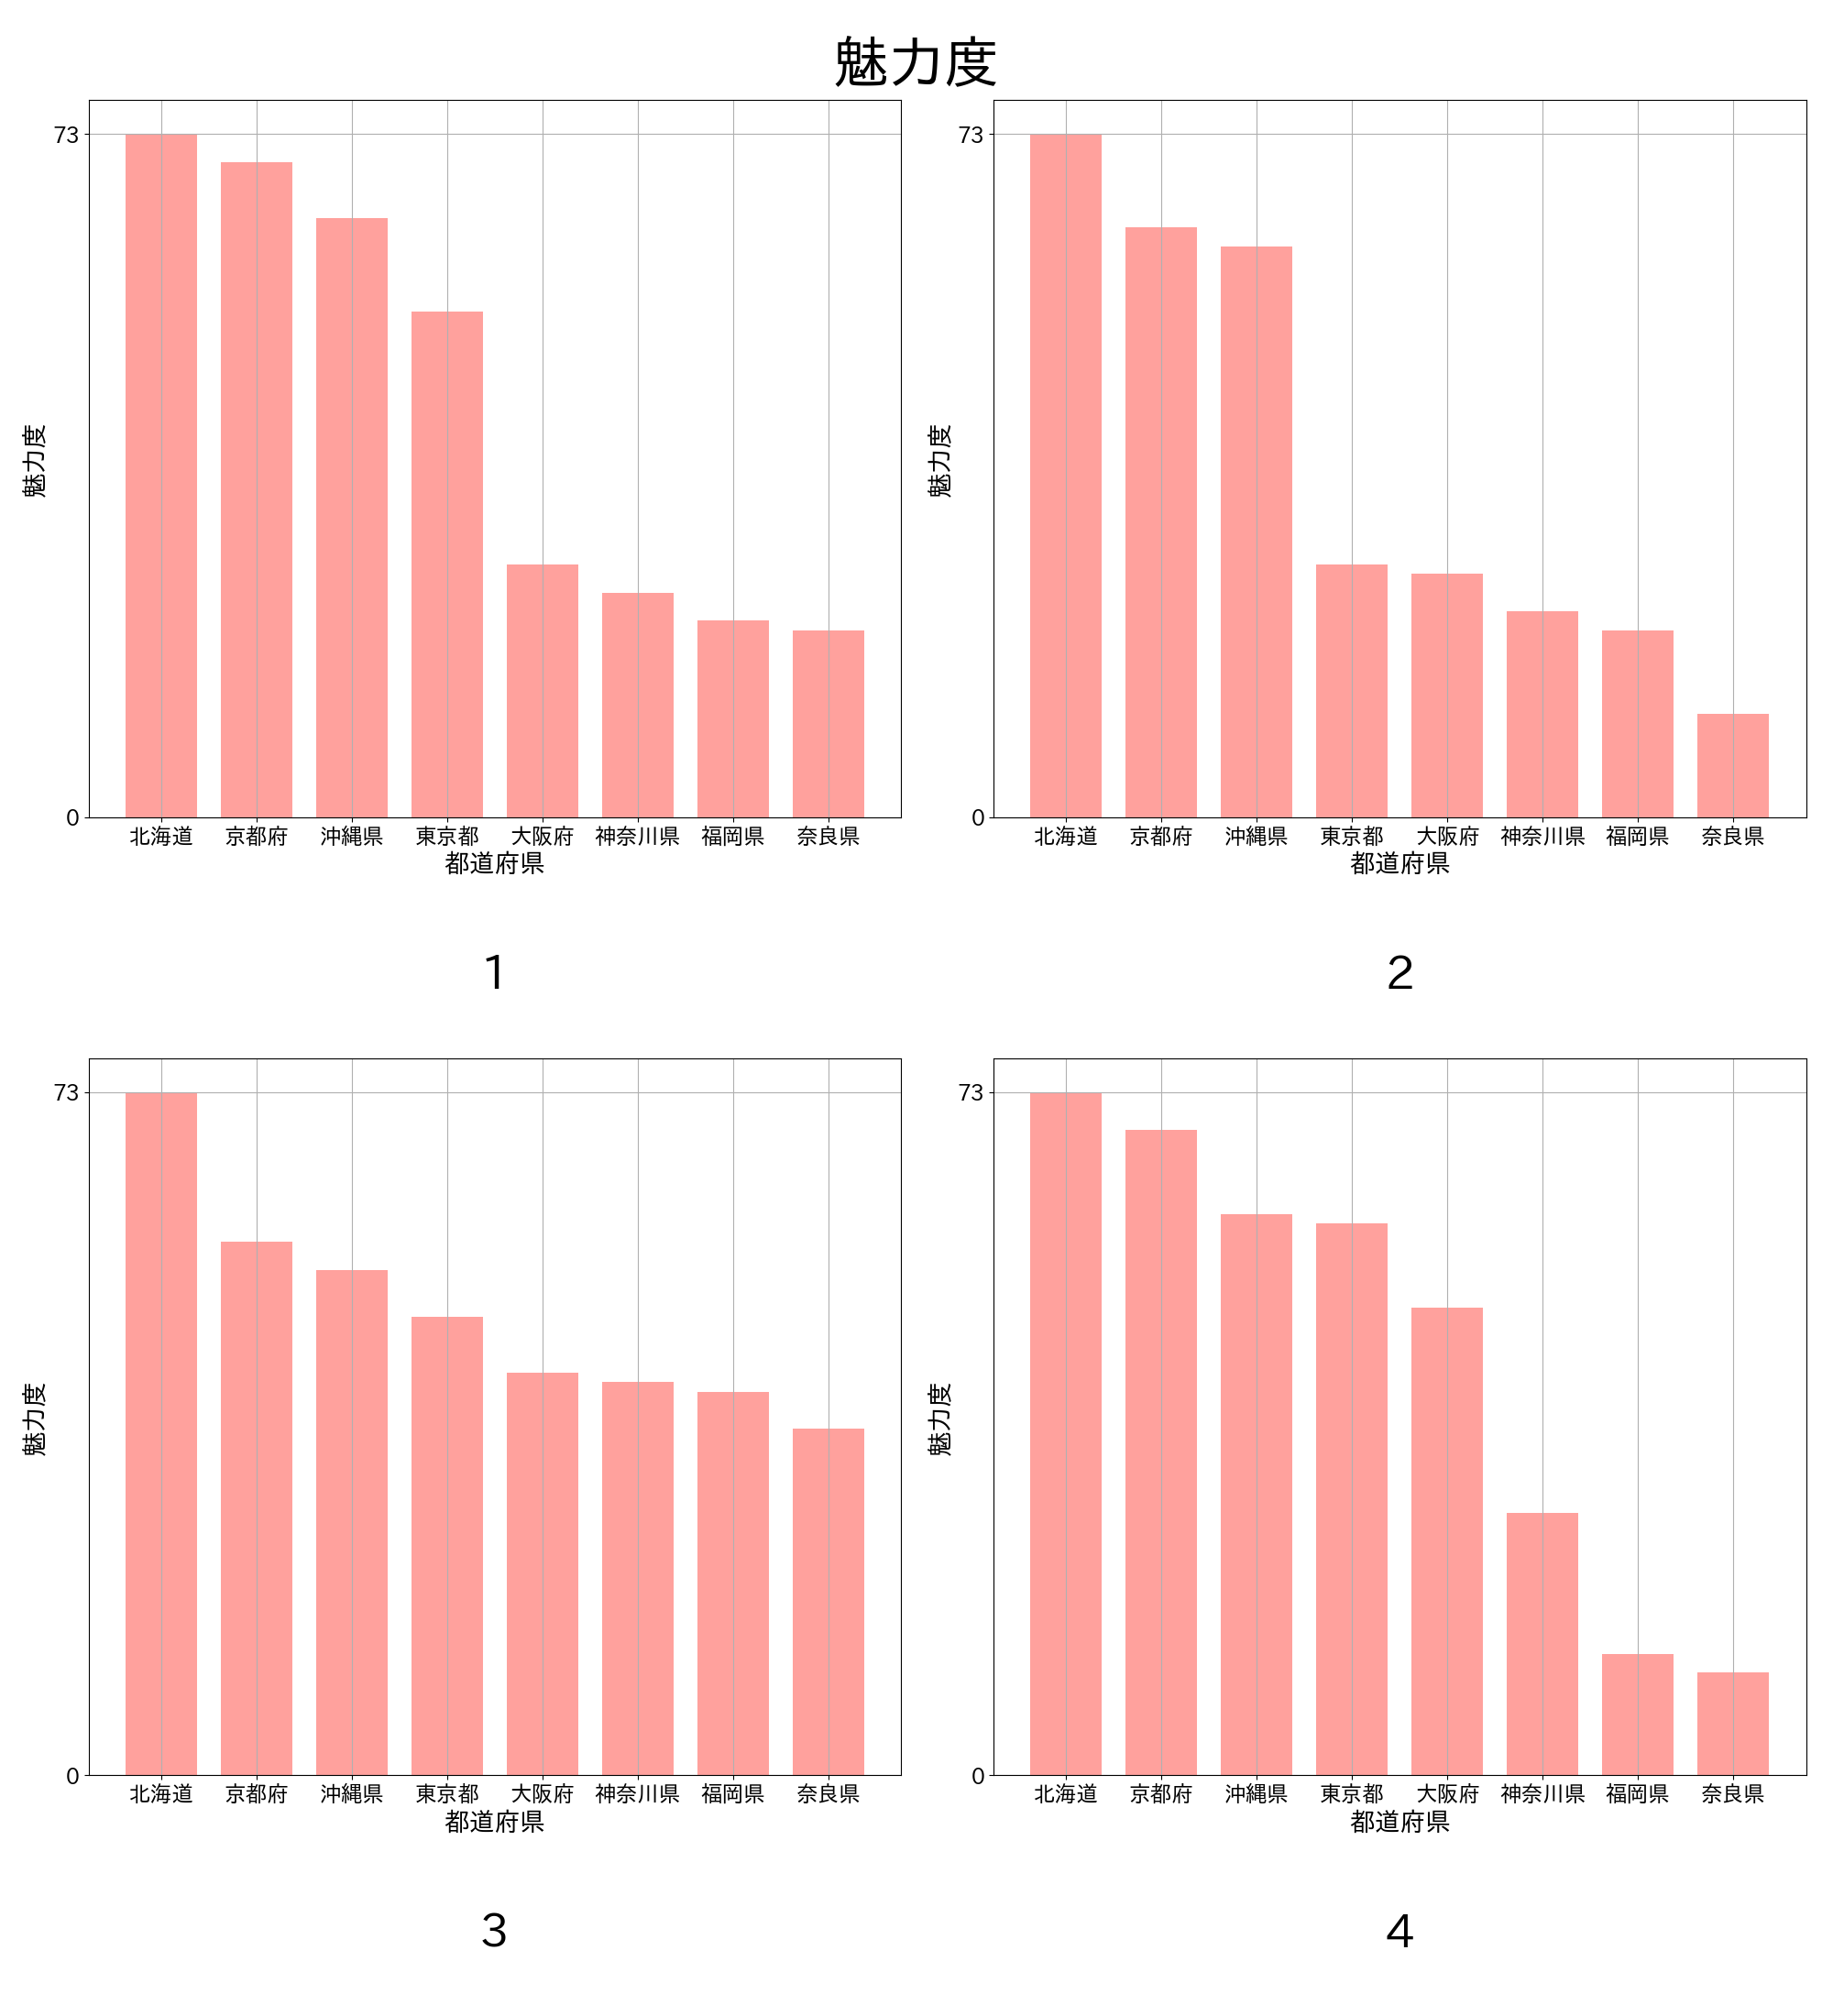 魅力度
73
0
魅力度
北海道 京都府 沖縄県 東京都 大阪府 神奈川県 福岡県 奈良県
都道府県
1
73
0
魅力度
北海道 京都府 沖縄県 東京都 大阪府 神奈川県 福岡県 奈良県
都道府県
2
73
0
魅力度
北海道 京都府 沖縄県 東京都 大阪府 神奈川県 福岡県 奈良県
都道府県
3
73
0
魅力度
北海道 京都府 沖縄県 東京都 大阪府 神奈川県 福岡県 奈良県
都道府県
4